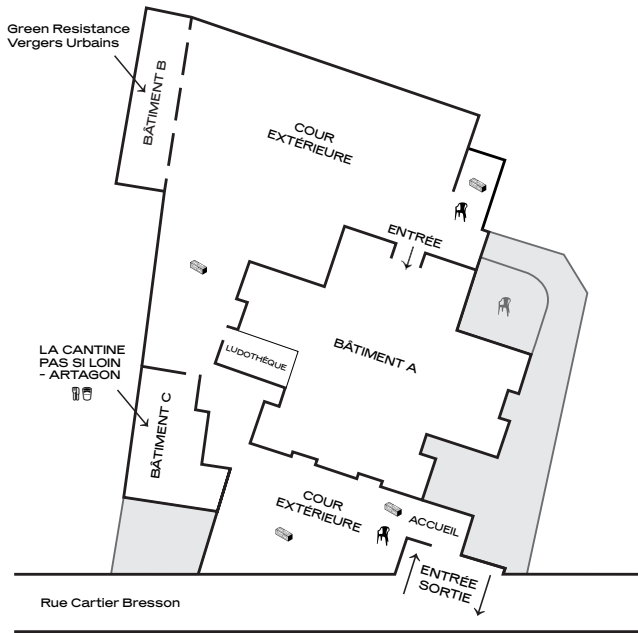 Green Resistance
Vergers Urbains
BÂTIMENT B
COUR
EXTÉRIEURE
ENTRÉE
BÂTIMENT A
LUDOTHÈQUE
LA CANTINE
PAS SI LOIN
- ARTAGON
BÂTIMENT C
COUR
EXTÉRIEURE
ACCUEIL
ENTRÉE
SORTIE
Rue Cartier Bresson